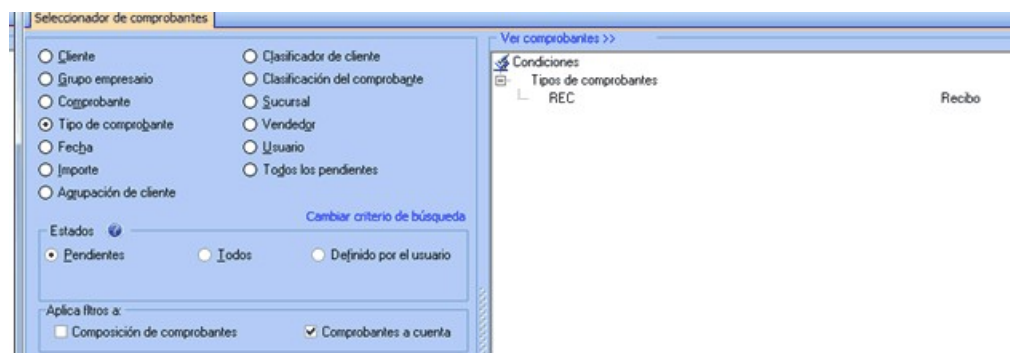 Seleccionador de comprobantes
Cliente
Grupo empresario
Comprobante
Tipo de comprobante
Fecha
Importe
Agrupación de cliente
Clasificador de cliente
Clasificación del comprobante
Sucursal
Vendedor
Usuario
Todos los pendientes
Cambiar criterio de búsqueda
Estados
Pendientes Todos Definido por el usuario
Aplica filtros a:
Composición de comprobantes Comprobantes a cuenta
Ver comprobantes >>
Condiciones
Tipos de comprobantes
REC Recibo